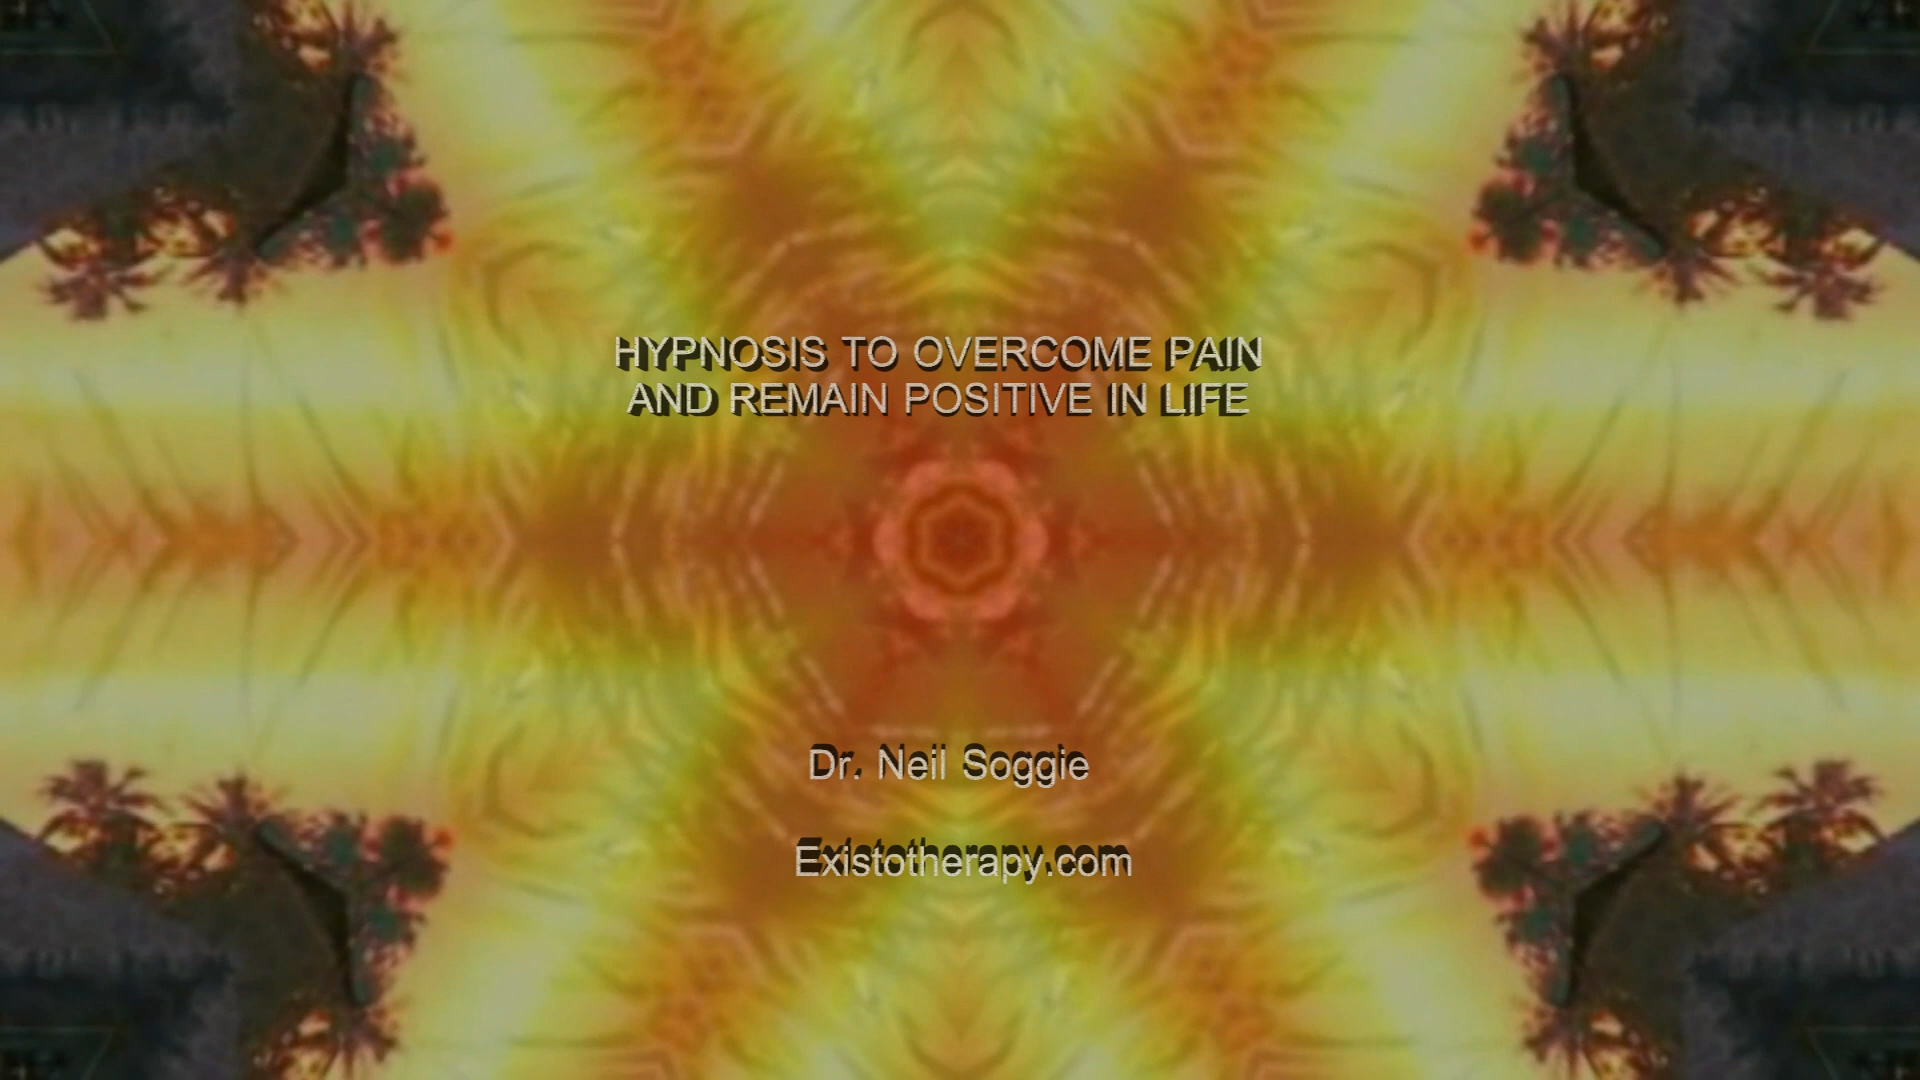 HYPNOSIS TO OVERCOME PAIN
AND REMAIN POSITIVE IN LIFE
Dr. Neil Soggie
Existotherapy.com